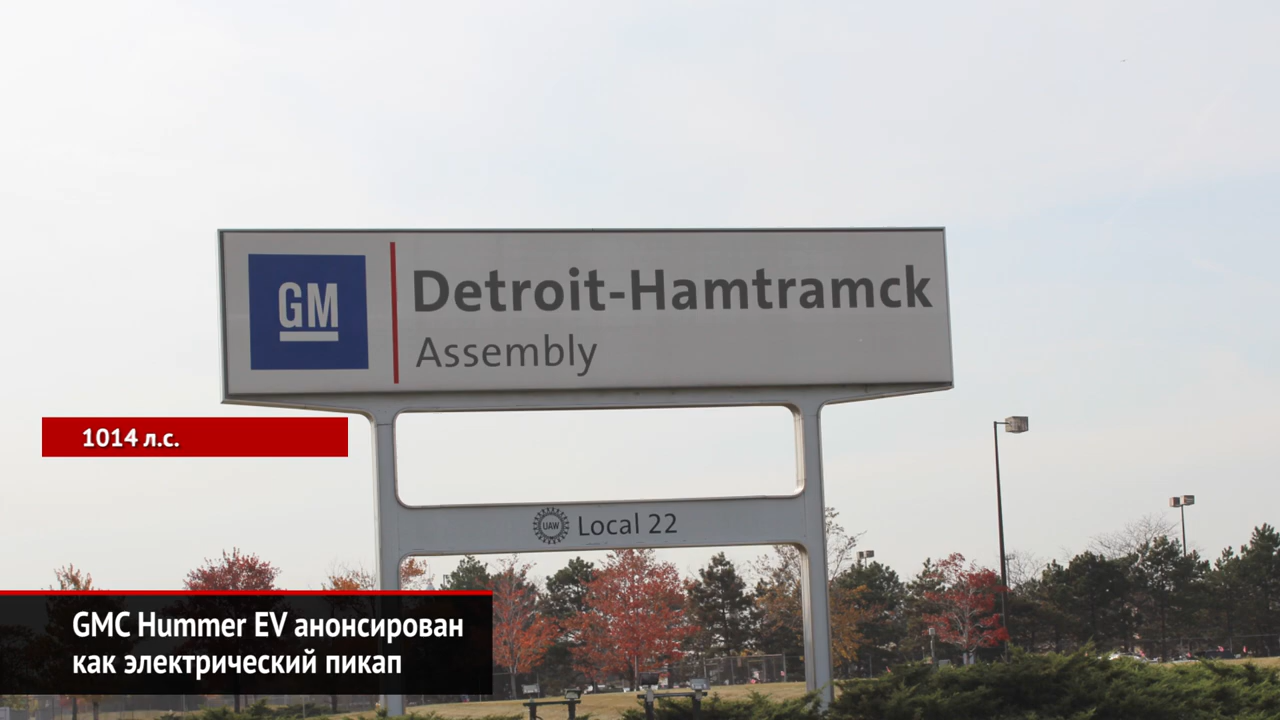 GM
Detroit-Hamtramck
Assembly
1014 л.с.
UAW
Local 22
GMC Hummer EV анонсирован
как электрический пикап